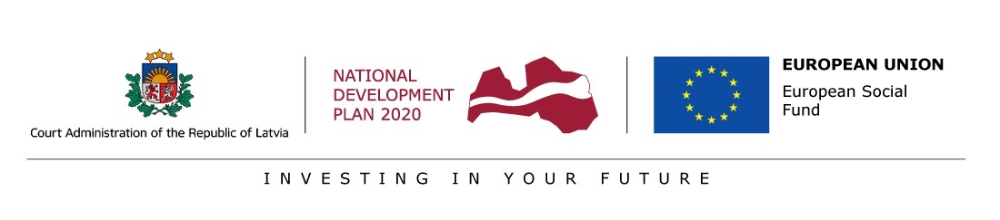 Court Administration of the Republic of Latvia
NATIONAL
DEVELOPMENT
PLAN 2020
EUROPEAN UNION
European Social
Fund
INVESTING IN YOUR FUTURE